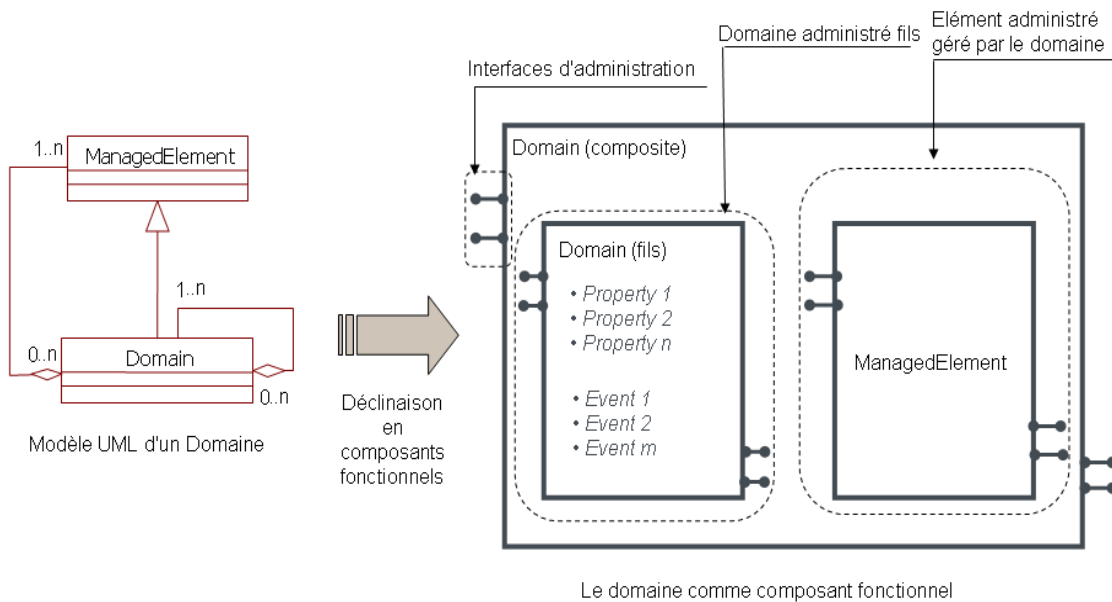 Elément administré
géré par le domaine
Domaine administré fils
Interfaces d'administration
1..n
ManagedElement
Domain (composite)
Domain (fils)
• Property 1
• Property 2
• Property n
• Event 1
• Event 2
• Event m
ManagedElement
1..n
0..n
Domain
0..n
Déclinaison
en
composants
fonctionnels
Modèle UML d'un Domaine
Le domaine comme composant fonctionnel